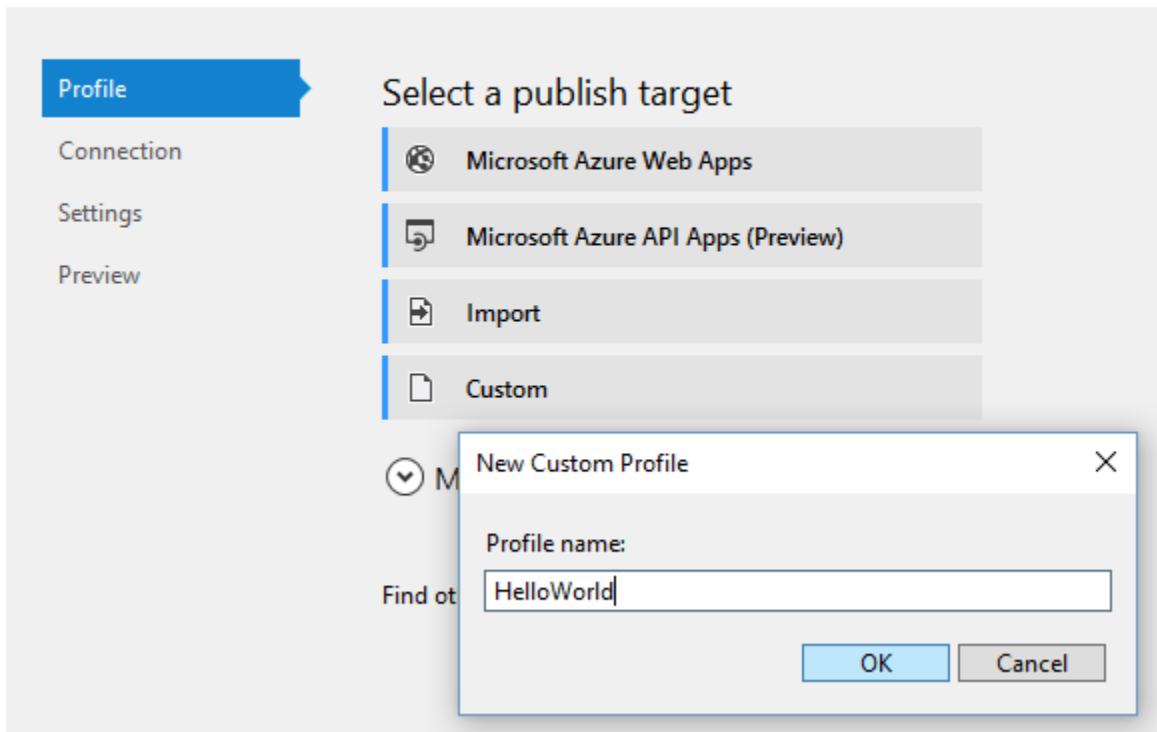 Profile
Connection
Settings
Preview
Select a publish target
Microsoft Azure Web Apps
Microsoft Azure API Apps (Preview)
Import
Custom
New Custom Profile
Profile name:
HelloWorld
Find
OK
Cancel